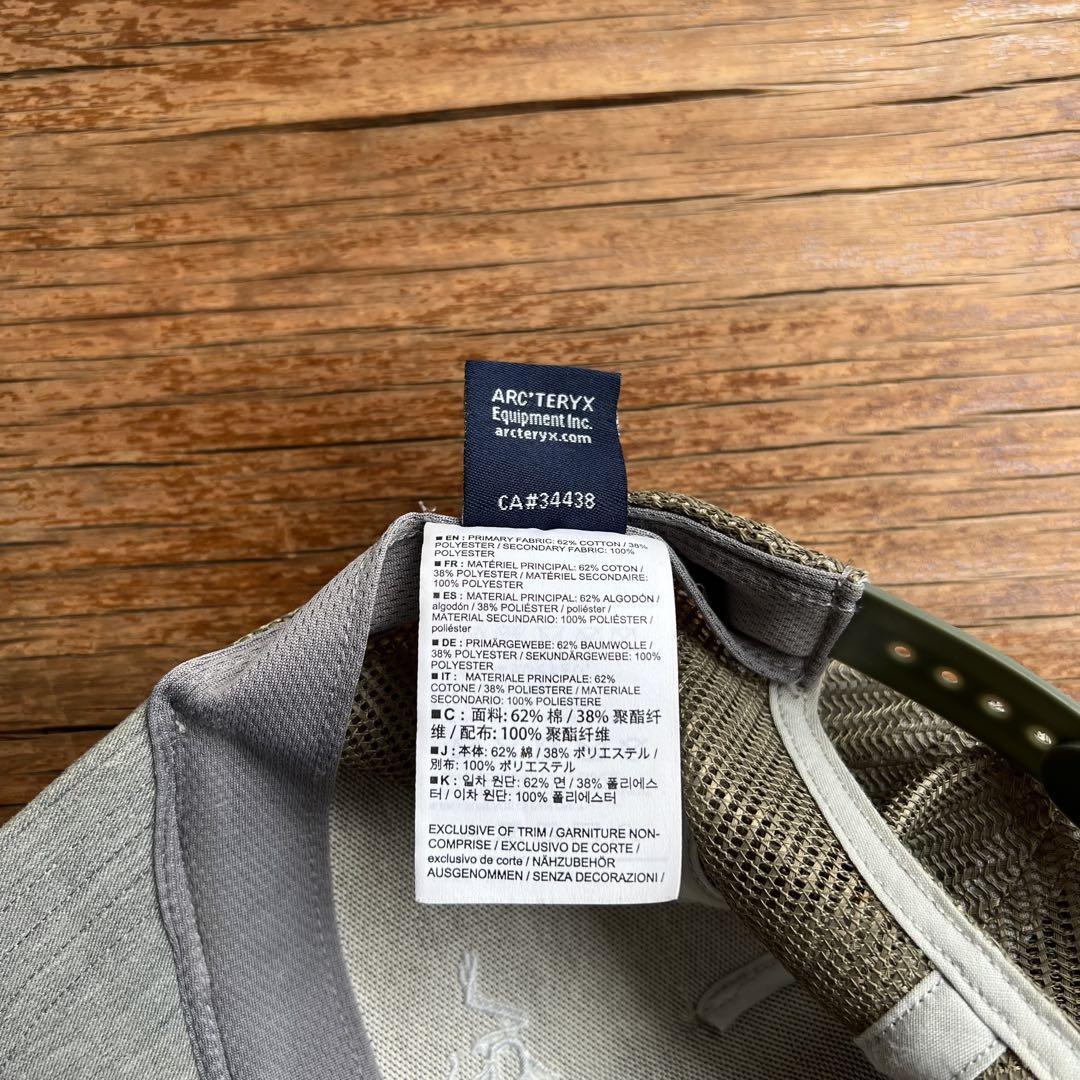 ARC'TERYX
Equipment Inc.
arcteryx.com
CA#34438
■ EN : PRIMARY FABRIC: 62% COTTON / 38%
POLYESTER / SECONDARY FABRIC: 100%
POLYESTER
■ FR : MATÉRIEL PRINCIPAL: 62% COTON /
38% POLYESTER / MATÉRIEL SECONDAIRE:
100% POLYESTER
■ ES : MATERIAL PRINCIPAL: 62% ALGODÓN /
algodón / 38% POLIÉSTER / poliéster /
MATERIAL SECUNDARIO: 100% POLIÉSTER /
poliéster
■ DE : PRIMÄRGEWEBE: 62% BAUMWOLLE /
38% POLYESTER / SEKUNDÄRGEWEBE: 100%
POLYESTER
■ IT : MATERIALE PRINCIPALE: 62%
COTONE / 38% POLIESTERE / MATERIALE
SECONDARIO: 100% POLIESTERE
■ C : 面料: 62% 棉 / 38% 聚酯纤
维 / 配布: 100% 聚酯纤维
■ J : 本体: 62% 綿 / 38% ポリエステル /
別布: 100% ポリエステル
■ K : 일차 원단: 62% 면 / 38% 폴리에스
터 / 이차 원단: 100% 폴리에스터
EXCLUSIVE OF TRIM / GARNITURE NON-
COMPRISE / EXCLUSIVO DE CORTE /
exclusivo de corte / NÄHZUBEHÖR
AUSGENOMMEN / SENZA DECORAZIONI /